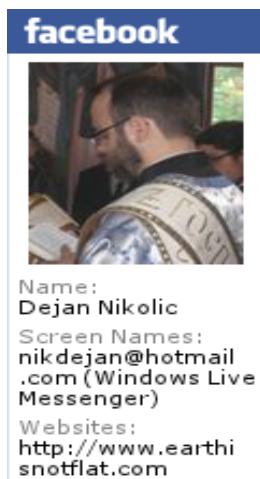 facebook
Name:
Dejan Nikolic
Screen Names:
nikdejan@hotmail
.com (Windows Live
Messenger)
Websites:
http://www.earthi
snotflat.com